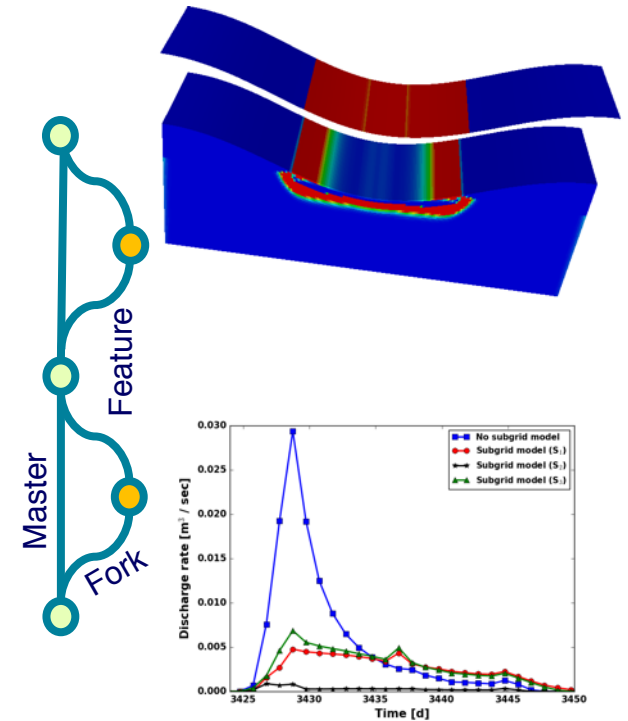 Feature
Master
Fork
0.030
0.025
0.020
0.015
0.010
0.005
0.000
Discharge rate [m³ / sec]
No subgrid model
Subgrid model (S₁)
Subgrid model (S₂)
Subgrid model (S₃)
3425 3430 3435 3440 3445 3450
Time [d]